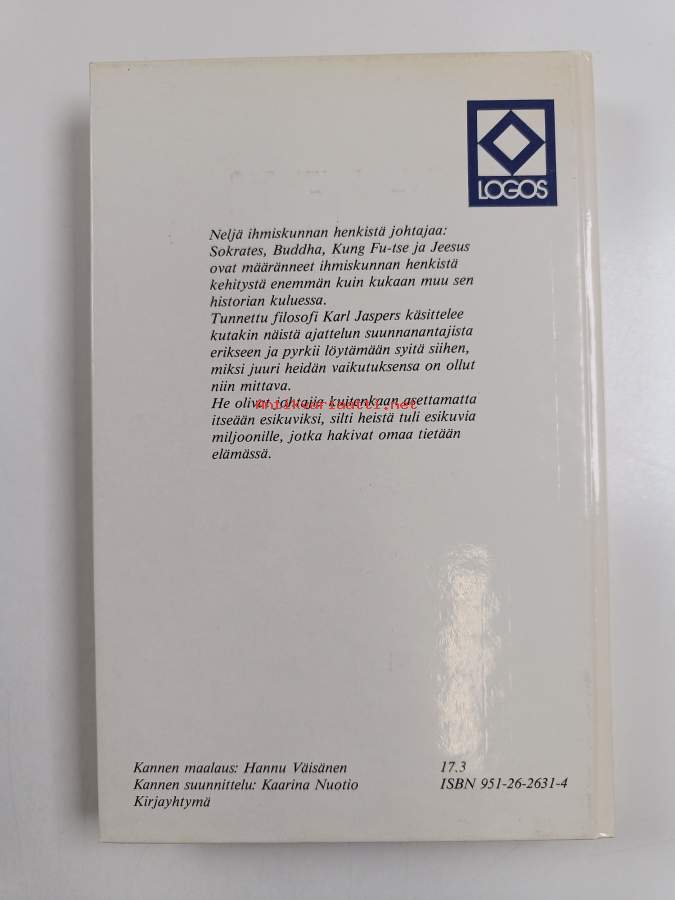 LOGOS
Neljä ihmiskunnan henkistä johtajaa:
Sokrates, Buddha, Kung Fu-tse ja Jeesus
ovat määränneet ihmiskunnan henkistä
kehitystä enemmän kuin kukaan muu sen
historian kuluessa.
Tunnettu filosofi Karl Jaspers käsittelee
kutakin näistä ajattelun suunnanantajista
erikseen ja pyrkii löytämään syitä siihen,
miksi juuri heidän vaikutuksensa on ollut
niin mittava.
He olivat johtajia kuitenkaan asettamatta
Antikvariaatti.net
itseään esikuviksi, silti heistä tuli esikuvia
miljoonille, jotka hakivat omaa tietään
elämässä.
Kannen maalaus: Hannu Väisänen
Kannen suunnittelu: Kaarina Nuotio
Kirjayhtymä
17.3
ISBN 951-26-2631-4